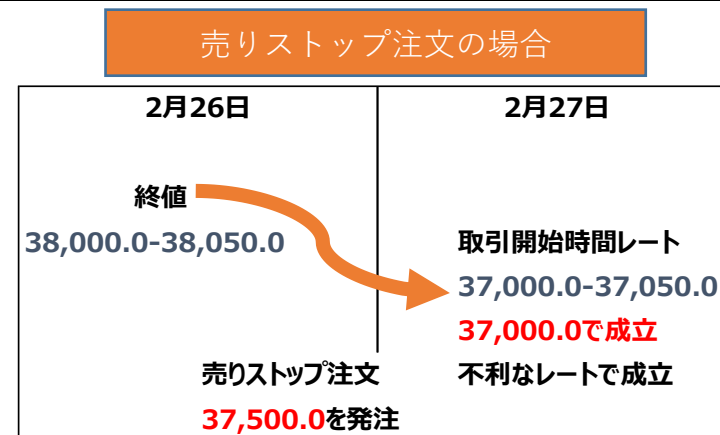 売りストップ注文の場合
2月26日
終値
38,000.0-38,050.0
売りストップ注文
37,500.0を発注
2月27日
取引開始時間レート
37,000.0-37,050.0
37,000.0で成立
不利なレートで成立